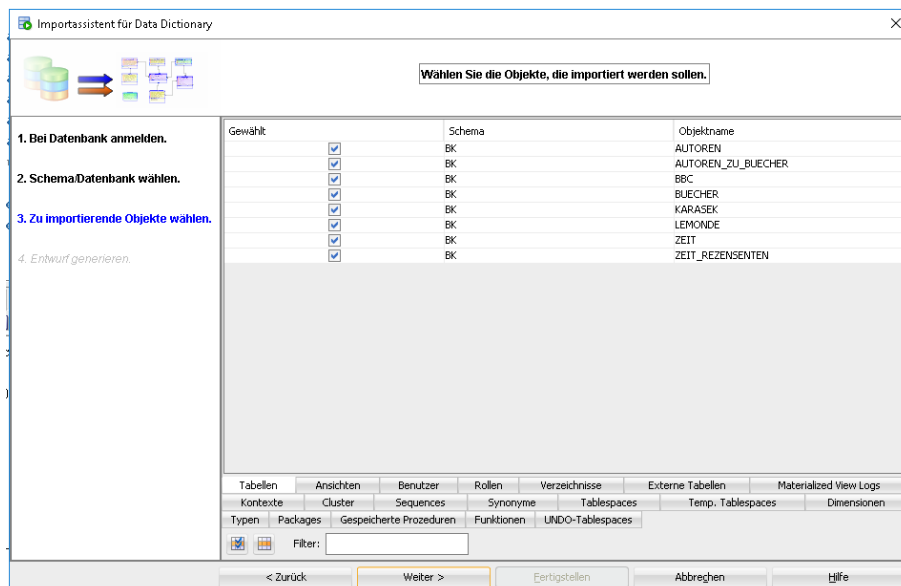 Importassistent für Data Dictionary
Wählen Sie die Objekte, die importiert werden sollen.
1. Bei Datenbank anmelden.
2. Schema/Datenbank wählen.
3. Zu importierende Objekte wählen.
4. Entwurf generieren.
Gewählt Schema Objektname
BK AUTOREN
BK AUTOREN_ZU_BUECHER
BK BBC
BK BUECHER
BK KARASEK
BK LEMONDE
BK ZEIT
BK ZEIT_REZENSENTEN
Tabellen Ansichten Benutzer Rollen Verzeichnisse Externe Tabellen Materialized View Logs
Kontexte Cluster Sequences Synonyme Tablespaces Temp. Tablespaces Dimensionen
Typen Packages Gespeicherte Prozeduren Funktionen UNDO-Tablespaces
Filter:
< Zurück Weiter > Fertigstellen Abbrechen Hilfe